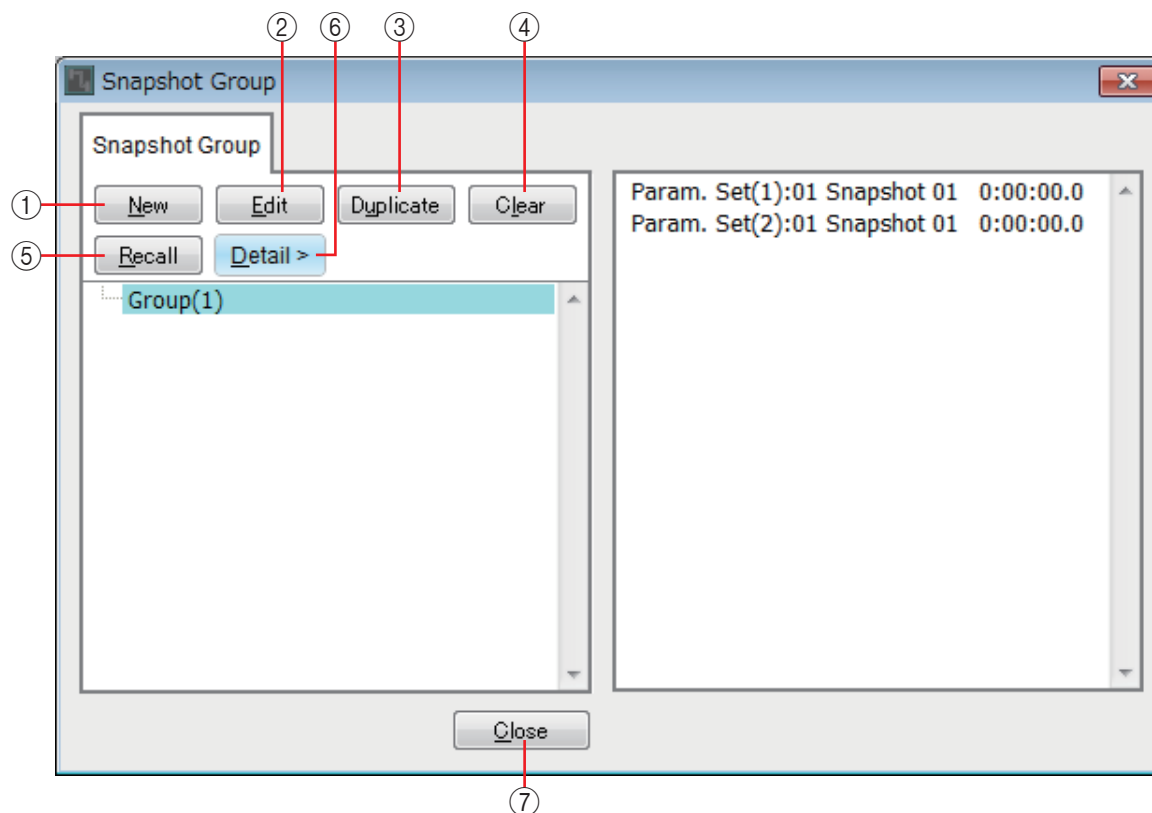 ② ⑥ ③ ④
Snapshot Group
Snapshot Group
① New Edit Duplicate Clear
⑤ Recall Detail >
Group(1)
Param. Set(1):01 Snapshot 01 0:00:00.0
Param. Set(2):01 Snapshot 01 0:00:00.0
Close
⑦